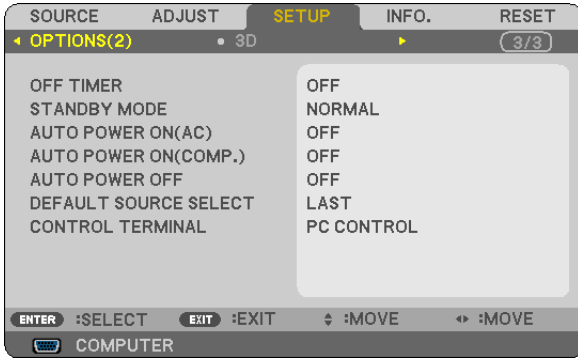 SOURCE ADJUST SETUP INFO. RESET
OPTIONS(2) • 3D 3/3
OFF TIMER OFF
STANDBY MODE NORMAL
AUTO POWER ON(AC) OFF
AUTO POWER ON(COMP.) OFF
AUTO POWER OFF OFF
DEFAULT SOURCE SELECT LAST
CONTROL TERMINAL PC CONTROL
ENTER :SELECT EXIT :EXIT :MOVE :MOVE
COMPUTER